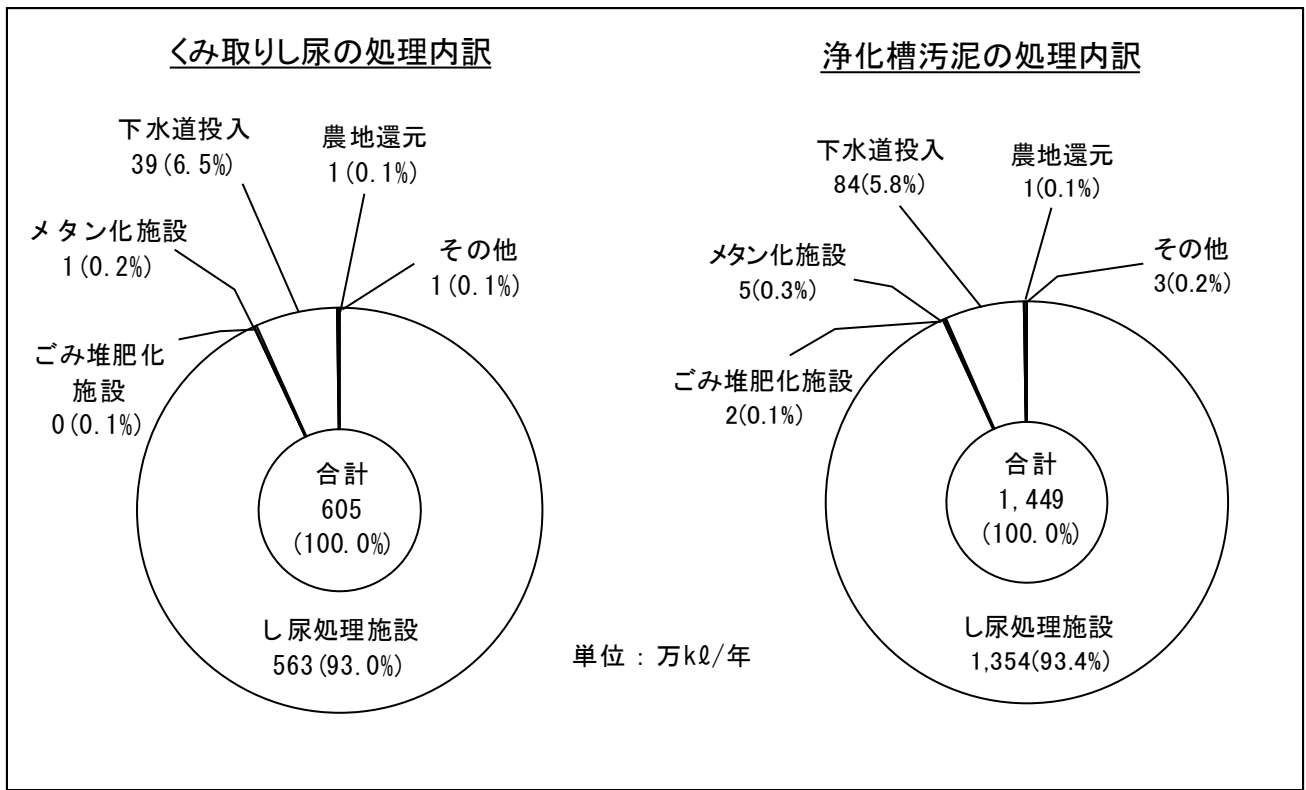 くみ取りし尿の処理内訳
下水道投入
39(6.5%)
農地還元
1(0.1%)
メタン化施設
1(0.2%)
その他
1(0.1%)
ごみ堆肥化
施設
0(0.1%)
合計
605
(100.0%)
し尿処理施設
563(93.0%)
単位：万kℓ/年
浄化槽汚泥の処理内訳
下水道投入
84(5.8%)
農地還元
1(0.1%)
メタン化施設
5(0.3%)
その他
3(0.2%)
ごみ堆肥化施設
2(0.1%)
合計
1,449
(100.0%)
し尿処理施設
1,354(93.4%)